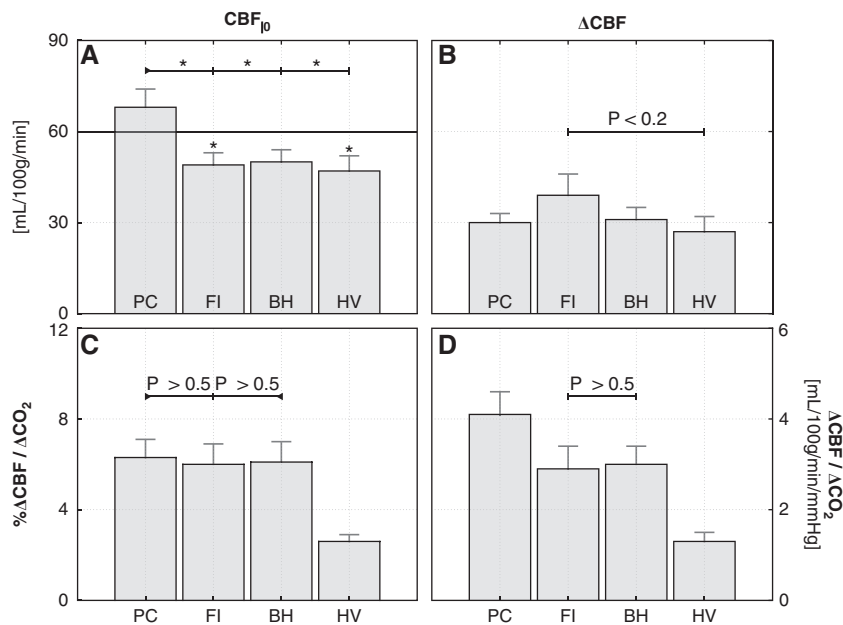 CBF|0
ΔCBF
A
B
90
60
30
0
[mL/100g/min]
* * *
* *
P < 0.2
PC FI BH HV
PC FI BH HV
C
D
12
8
4
0
%ΔCBF / ΔCO2
P > 0.5 P > 0.5
P > 0.5
6
4
2
0
ΔCBF / ΔCO2
[mL/100g/min/mmHg]
PC FI BH HV
PC FI BH HV